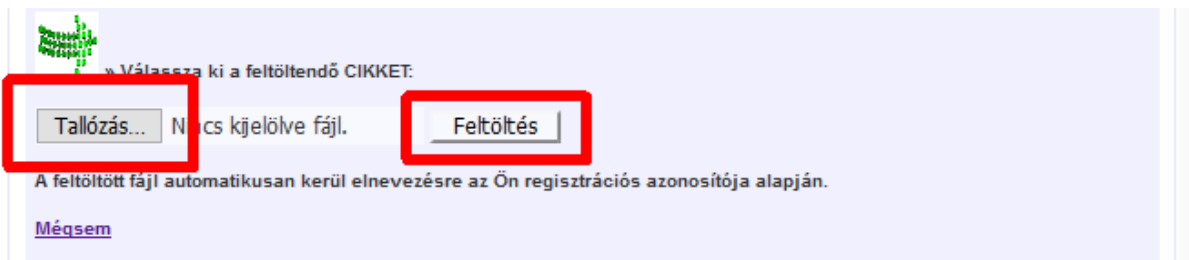 » Válassza ki a feltöltendő CIKKET:
Tallózás... Nincs kijelölve fájl. Feltöltés
A feltöltött fájl automatikusan kerül elnevezésre az Ön regisztrációs azonosítója alapján.
Mégsem